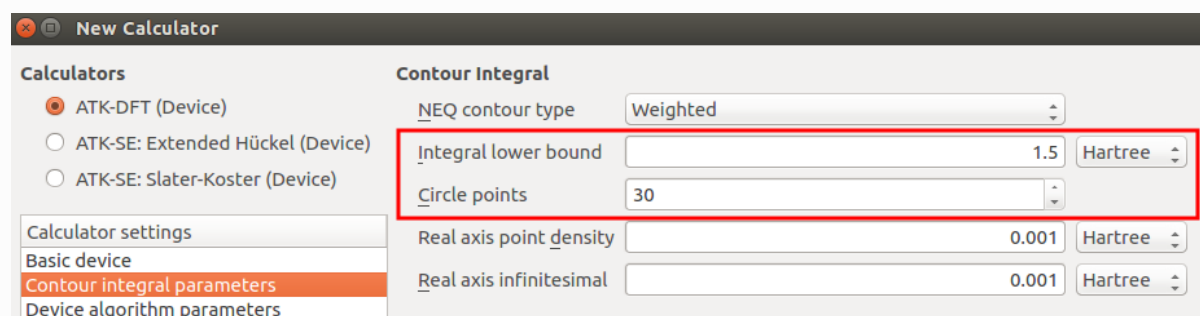 New Calculator
Calculators
ATK-DFT (Device)
ATK-SE: Extended Hückel (Device)
ATK-SE: Slater-Koster (Device)
Calculator settings
Basic device
Contour integral parameters
Device algorithm parameters
Contour Integral
NEQ contour type Weighted
Integral lower bound 1.5 Hartree
Circle points 30
Real axis point density 0.001 Hartree
Real axis infinitesimal 0.001 Hartree